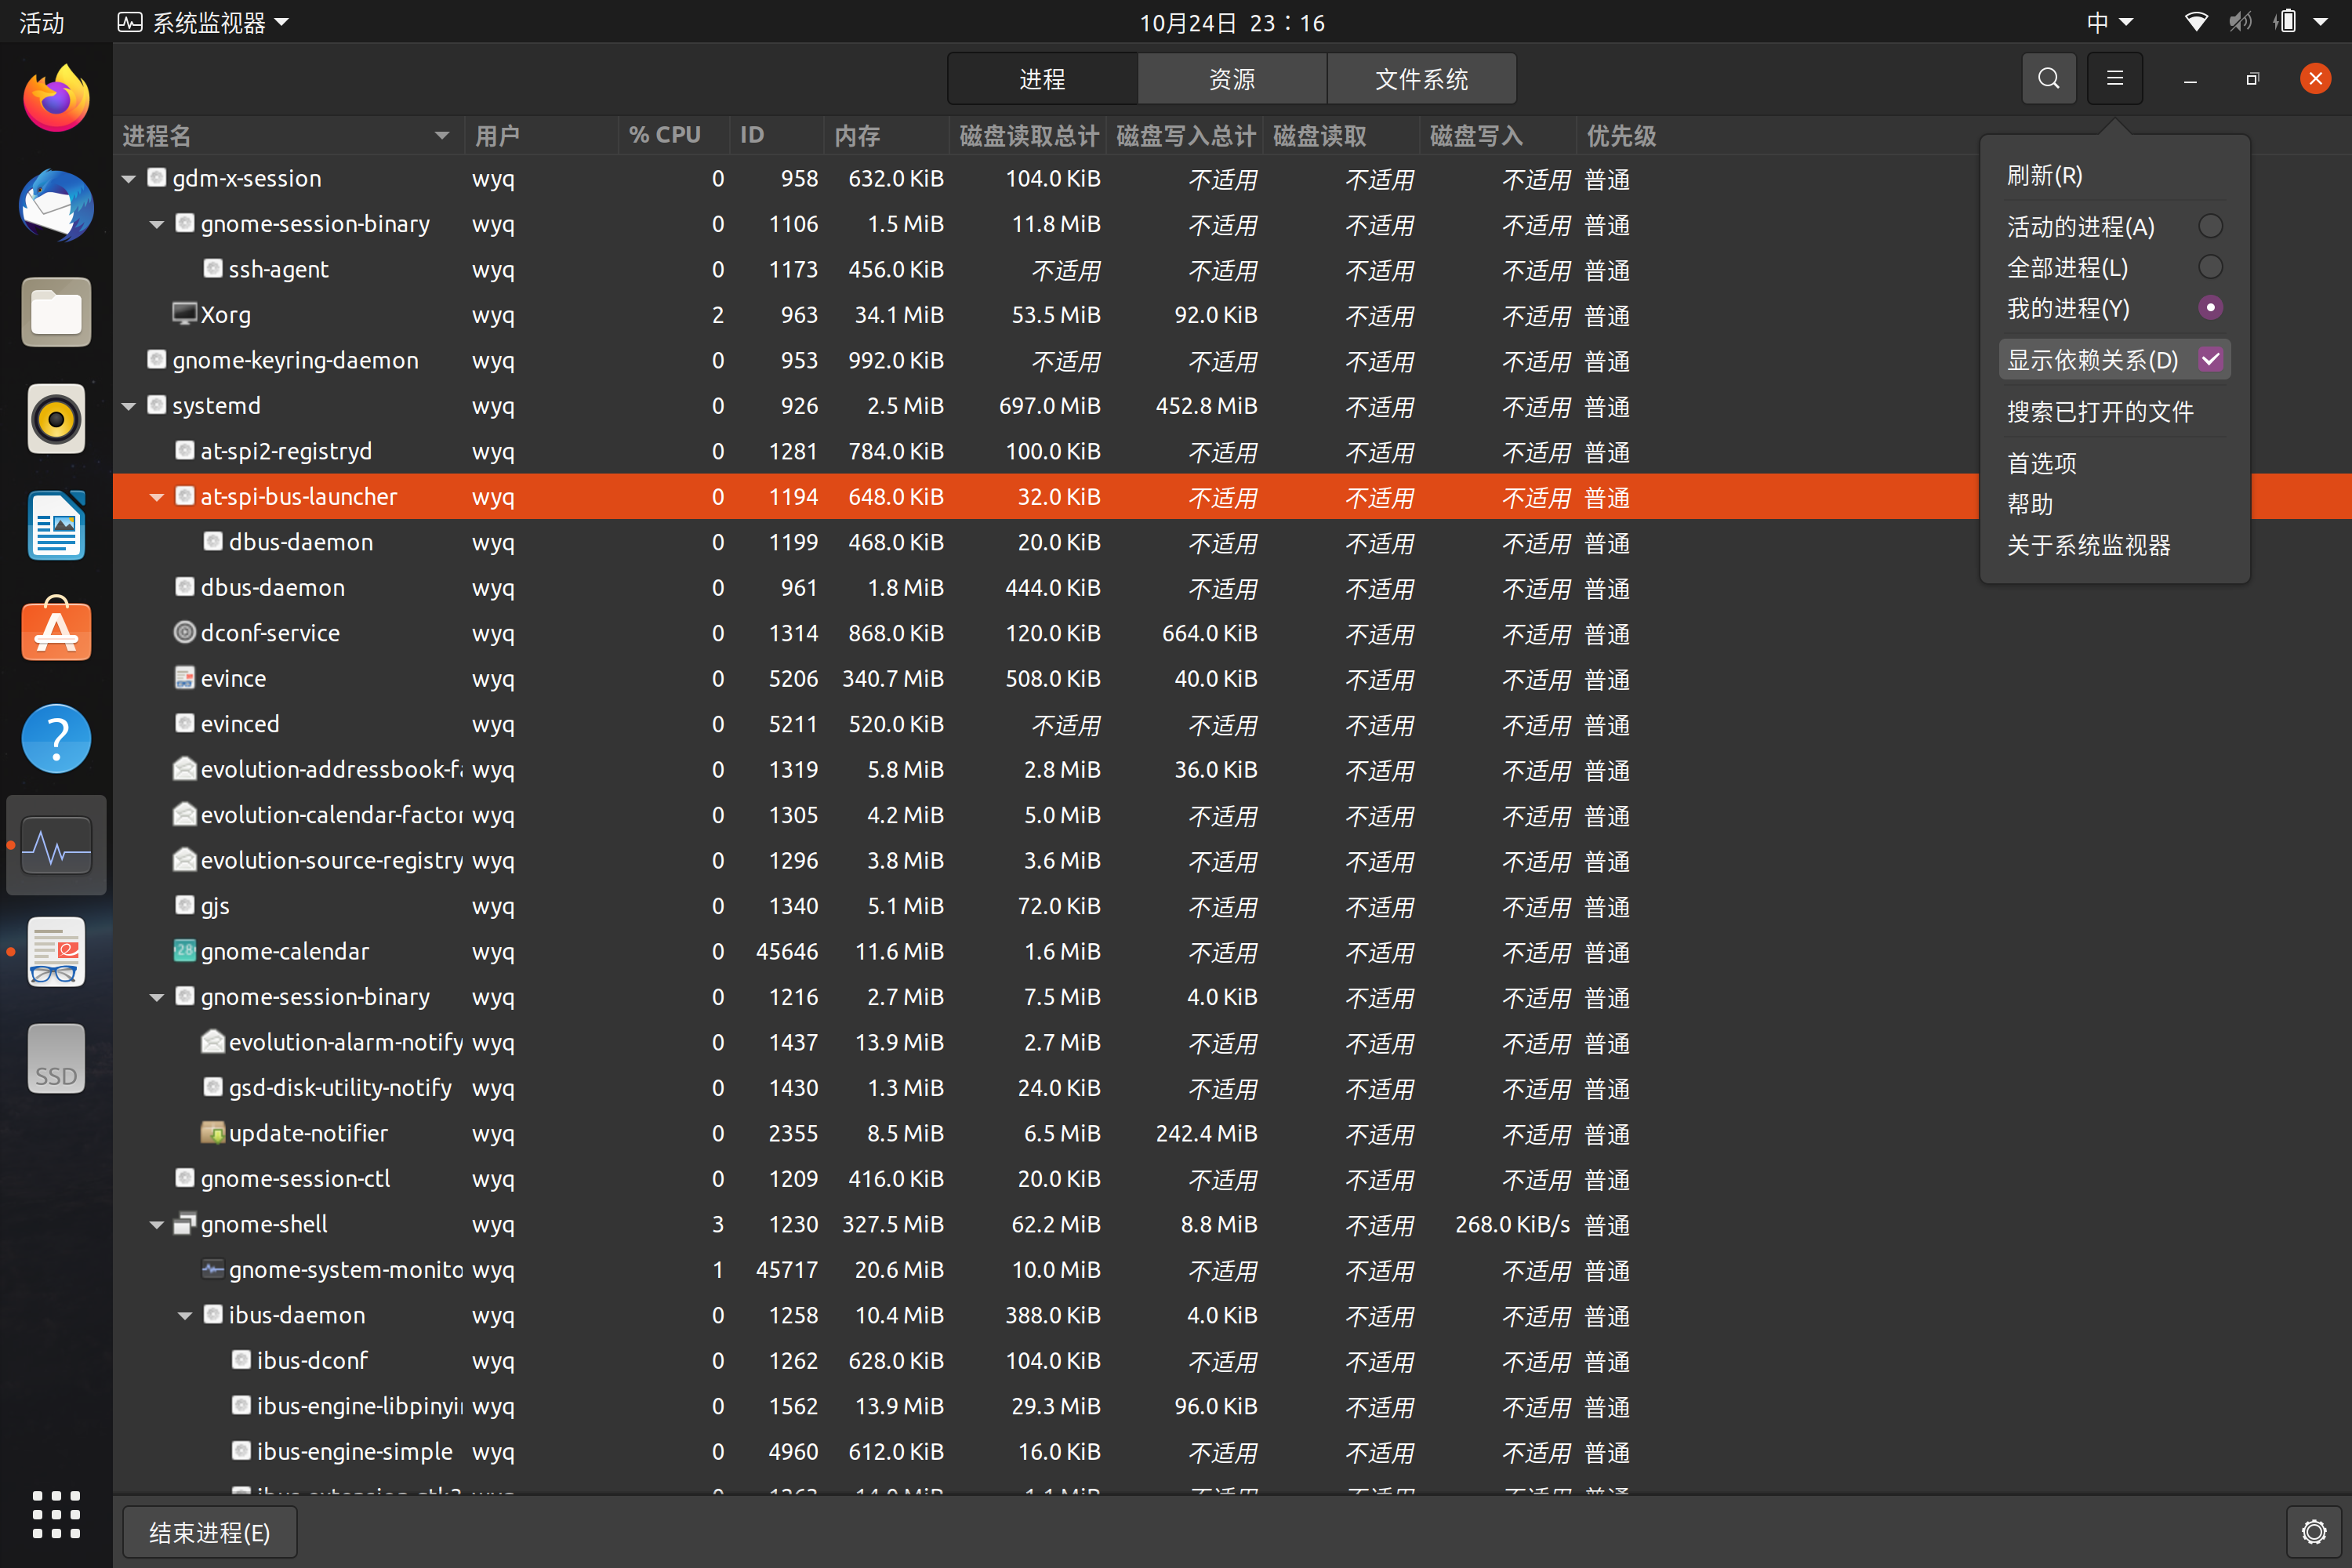 活动 系统监视器 10月24日 23：16 中
进程 资源 文件系统
进程名 用户 % CPU ID 内存 磁盘读取总计 磁盘写入总计 磁盘读取 磁盘写入 优先级
gdm-x-session wyq 0 958 632.0 KiB 104.0 KiB 不适用 不适用 不适用 普通
gnome-session-binary wyq 0 1106 1.5 MiB 11.8 MiB 不适用 不适用 不适用 普通
ssh-agent wyq 0 1173 456.0 KiB 不适用 不适用 不适用 不适用 普通
Xorg wyq 2 963 34.1 MiB 53.5 MiB 92.0 KiB 不适用 不适用 普通
gnome-keyring-daemon wyq 0 953 992.0 KiB 不适用 不适用 不适用 不适用 普通
systemd wyq 0 926 2.5 MiB 697.0 MiB 452.8 MiB 不适用 不适用 普通
at-spi2-registryd wyq 0 1281 784.0 KiB 100.0 KiB 不适用 不适用 不适用 普通
at-spi-bus-launcher wyq 0 1194 648.0 KiB 32.0 KiB 不适用 不适用 不适用 普通
dbus-daemon wyq 0 1199 468.0 KiB 20.0 KiB 不适用 不适用 不适用 普通
dbus-daemon wyq 0 961 1.8 MiB 444.0 KiB 不适用 不适用 不适用 普通
dconf-service wyq 0 1314 868.0 KiB 120.0 KiB 664.0 KiB 不适用 不适用 普通
evince wyq 0 5206 340.7 MiB 508.0 KiB 40.0 KiB 不适用 不适用 普通
evinced wyq 0 5211 520.0 KiB 不适用 不适用 不适用 不适用 普通
evolution-addressbook-fa wyq 0 1319 5.8 MiB 2.8 MiB 36.0 KiB 不适用 不适用 普通
evolution-calendar-factor wyq 0 1305 4.2 MiB 5.0 MiB 不适用 不适用 不适用 普通
evolution-source-registry wyq 0 1296 3.8 MiB 3.6 MiB 不适用 不适用 不适用 普通
gjs wyq 0 1340 5.1 MiB 72.0 KiB 不适用 不适用 不适用 普通
gnome-calendar wyq 0 45646 11.6 MiB 1.6 MiB 不适用 不适用 不适用 普通
gnome-session-binary wyq 0 1216 2.7 MiB 7.5 MiB 4.0 KiB 不适用 不适用 普通
evolution-alarm-notify wyq 0 1437 13.9 MiB 2.7 MiB 不适用 不适用 不适用 普通
gsd-disk-utility-notify wyq 0 1430 1.3 MiB 24.0 KiB 不适用 不适用 不适用 普通
update-notifier wyq 0 2355 8.5 MiB 6.5 MiB 242.4 MiB 不适用 不适用 普通
gnome-session-ctl wyq 0 1209 416.0 KiB 20.0 KiB 不适用 不适用 不适用 普通
gnome-shell wyq 3 1230 327.5 MiB 62.2 MiB 8.8 MiB 不适用 268.0 KiB/s 普通
gnome-system-monito wyq 1 45717 20.6 MiB 10.0 MiB 不适用 不适用 不适用 普通
ibus-daemon wyq 0 1258 10.4 MiB 388.0 KiB 4.0 KiB 不适用 不适用 普通
ibus-dconf wyq 0 1262 628.0 KiB 104.0 KiB 不适用 不适用 不适用 普通
ibus-engine-libpinyi wyq 0 1562 13.9 MiB 29.3 MiB 96.0 KiB 不适用 不适用 普通
ibus-engine-simple wyq 0 4960 612.0 KiB 16.0 KiB 不适用 不适用 不适用 普通
刷新(R)
活动的进程(A)
全部进程(L)
我的进程(Y)
显示依赖关系(D)
搜索已打开的文件
首选项
帮助
关于系统监视器
SSD
结束进程(E)